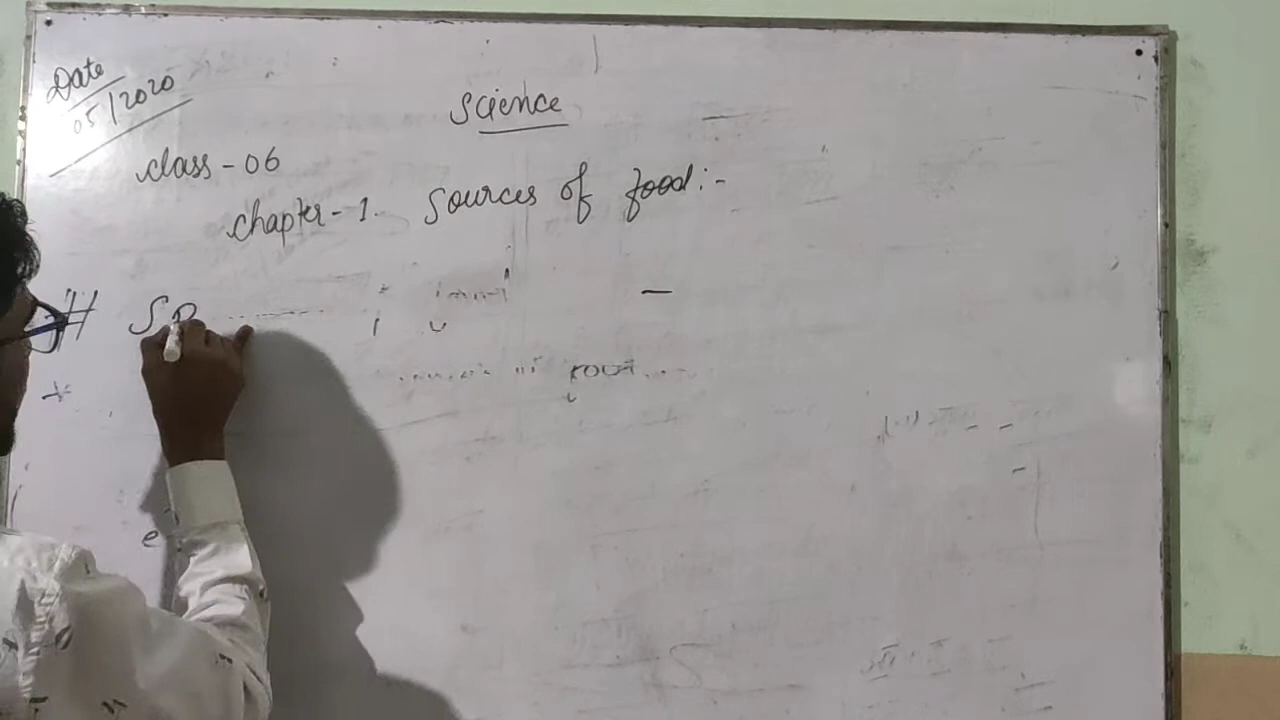 Date
05/2020
Science
class - 06
chapter - 1. Sources of food :-
#